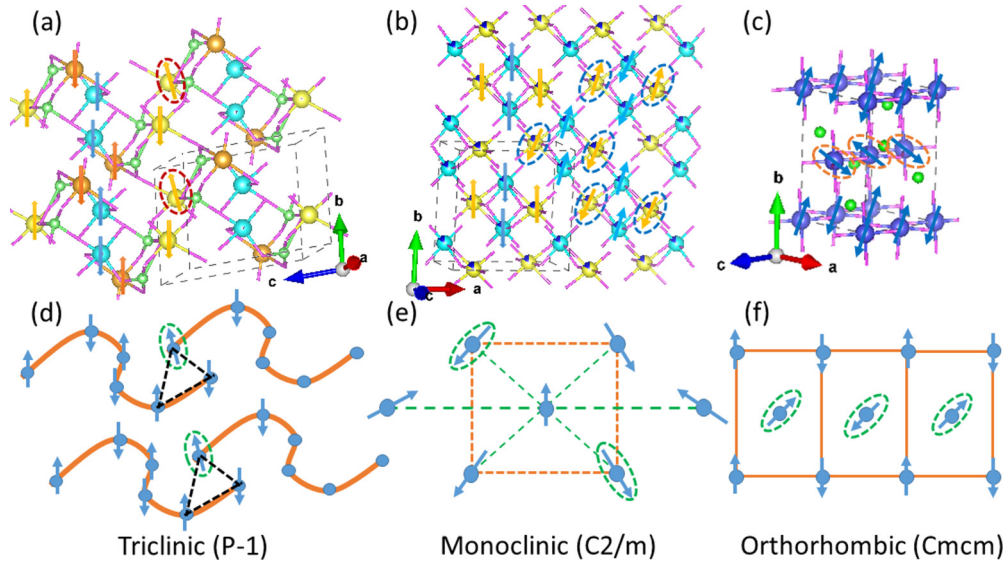 (a)
(b)
(c)
b
c
a
b
c
a
b
c
a
(d)
(e)
(f)
Triclinic (P-1)
Monoclinic (C2/m)
Orthorhombic (Cmcm)